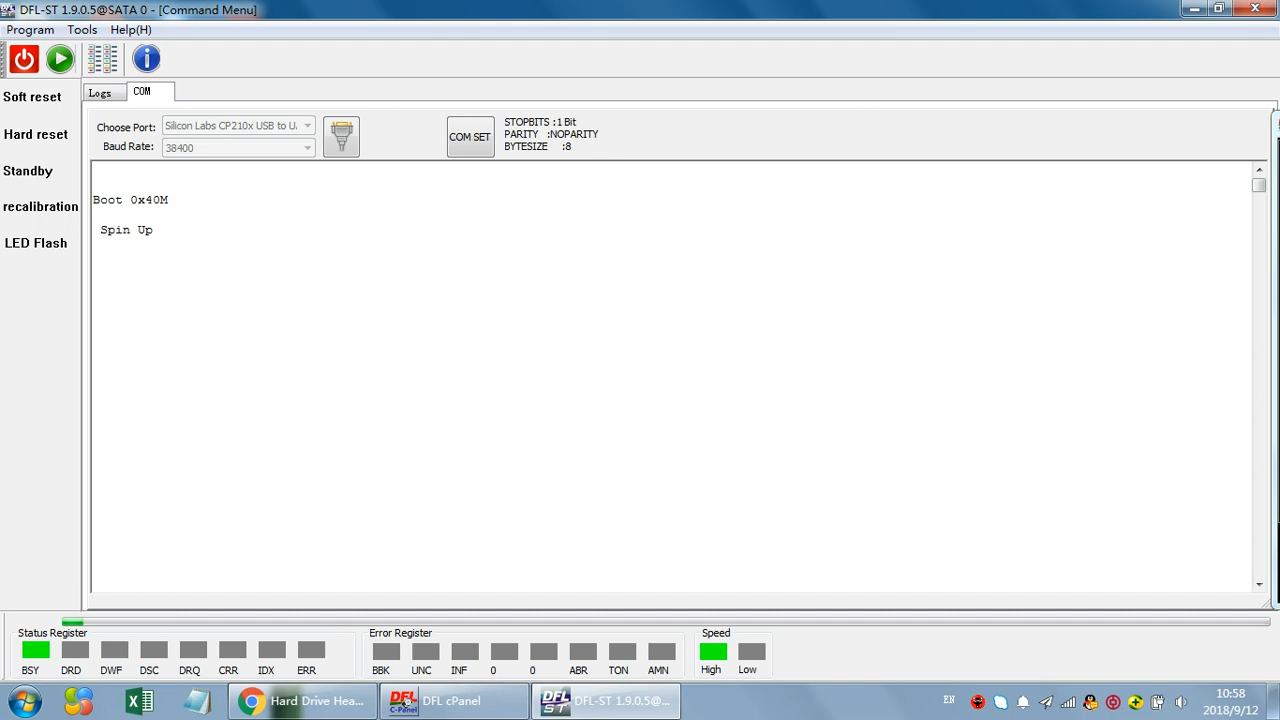 DFL-ST 1.9.0.5@SATA 0 - [Command Menu]
Program Tools Help(H)
Soft reset
Hard reset
Standby
recalibration
LED Flash
Logs COM
Choose Port: Silicon Labs CP210x USB to U.
Baud Rate: 38400
COM SET
STOPBITS :1 Bit
PARITY :NOPARITY
BYTESIZE :8
Boot 0x40M
Spin Up
Status Register
BSY DRD DWF DSC DRQ CRR IDX ERR
Error Register
BBK UNC INF 0 0 ABR TON AMN
Speed
High Low
Hard Drive Hea...
DFL C-Panel
DFL cPanel
DFL ST
DFL-ST 1.9.0.5@...
EN
10:58
2018/9/12